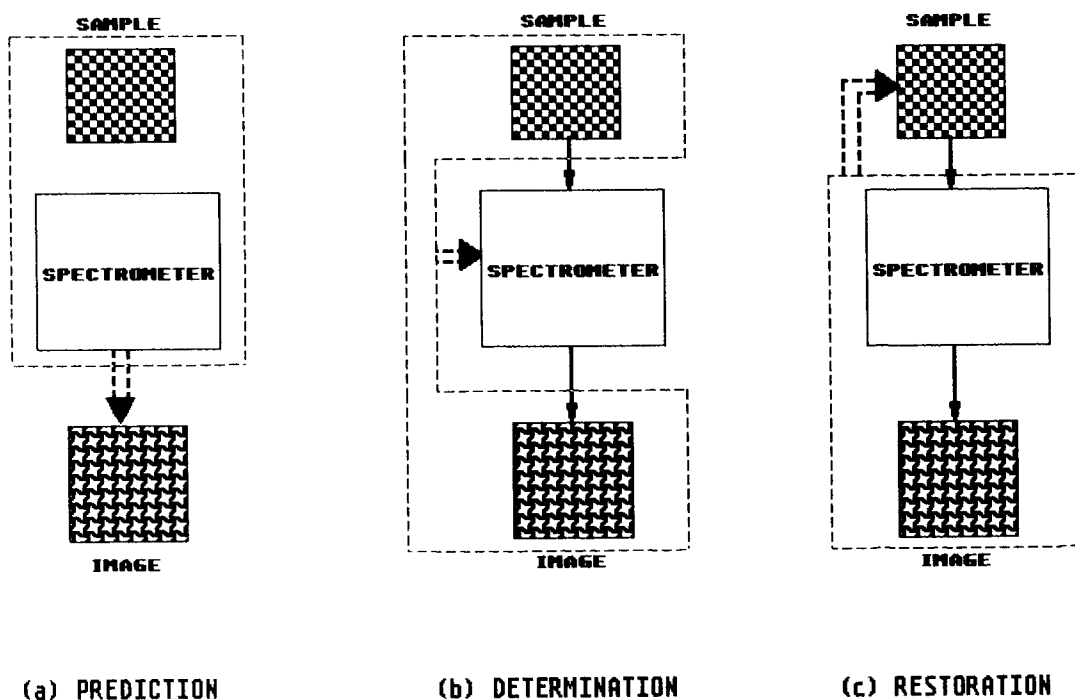 SAMPLE
SPECTROMETER
IMAGE
(a) PREDICTION
SAMPLE
SPECTROMETER
IMAGE
(b) DETERMINATION
SAMPLE
SPECTROMETER
IMAGE
(c) RESTORATION